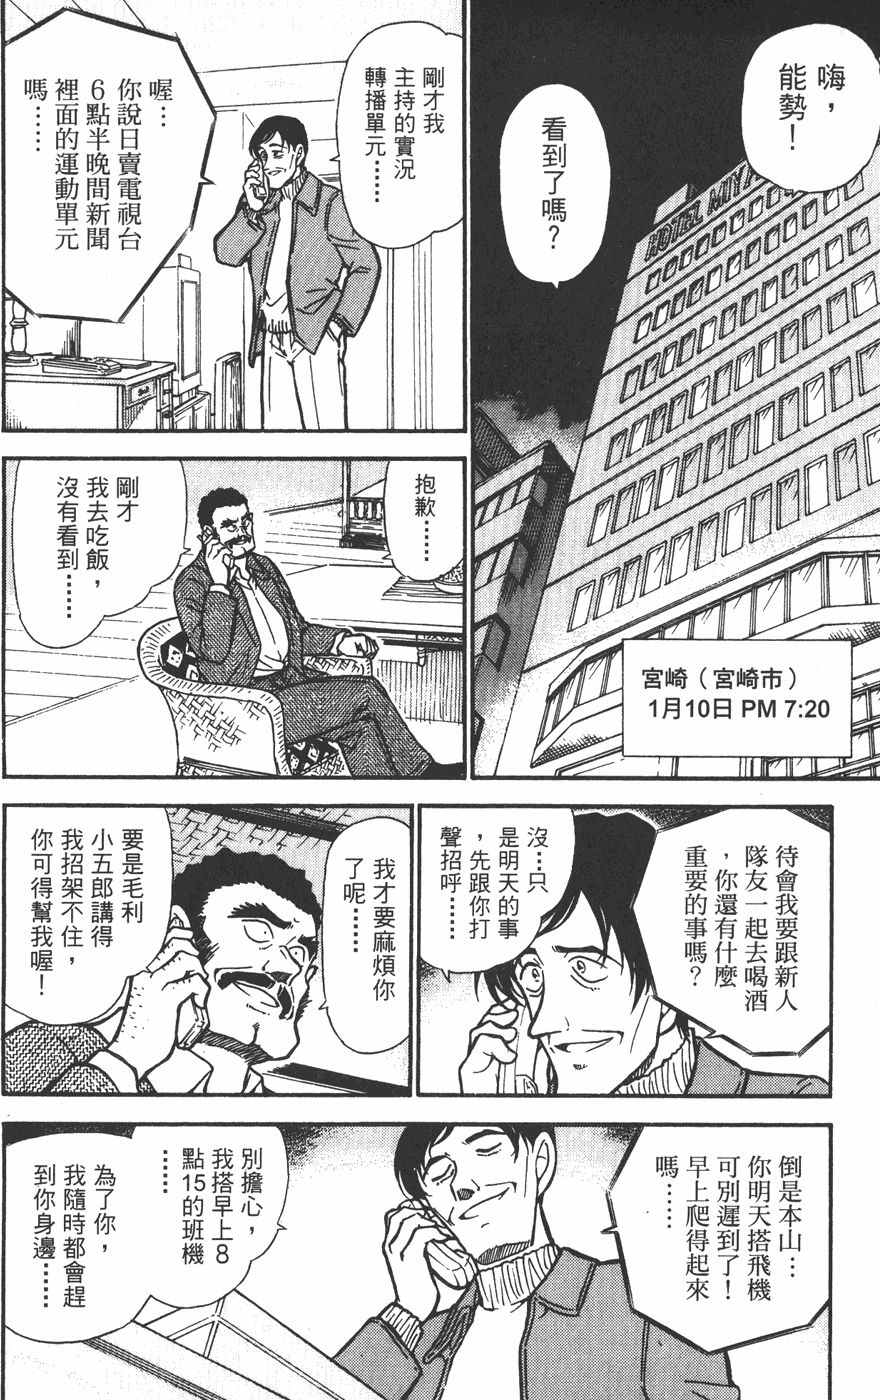 嗨，
能勢！
看到了嗎？
HOTEL MIYA
宮崎（宮崎市）
1月10日 PM 7:20
剛才我
主持的實況
轉播單元……
喔…
你說日賣電視台
6點半晚間新聞
裡面的運動單元
嗎……
抱歉……
剛才
我去吃飯，
沒有看到……
待會我要跟新人
隊友一起去喝酒
，你還有什麼
重要的事嗎？
沒…只
是明天的事
，先跟你打
聲招呼……
我才要麻煩你
了呢……
要是毛利
小五郎講得
我招架不住，
你可得幫我喔！
倒是本山…
你明天搭飛機
可別遲到了！
早上爬得起來
嗎……
別擔心，
我搭早上8
點15的班機
……
為了你，
我隨時都會趕
到你身邊……